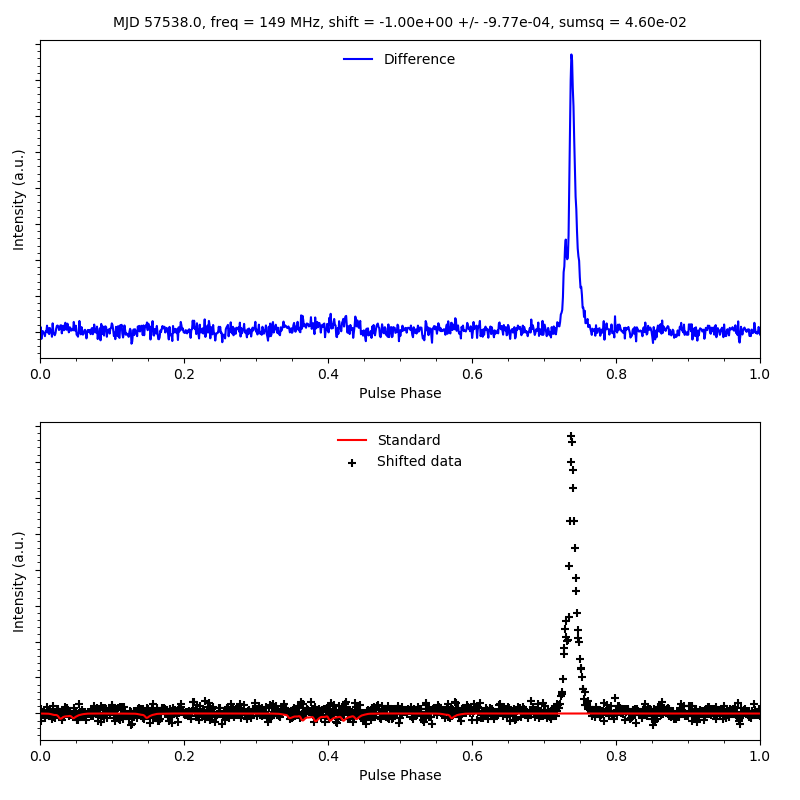 MJD 57538.0, freq = 149 MHz, shift = -1.00e+00 +/- -9.77e-04, sumsq = 4.60e-02
Difference
Intensity (a.u.)
0.0 0.2 0.4 0.6 0.8 1.0
Pulse Phase
Standard
Shifted data
Intensity (a.u.)
0.0 0.2 0.4 0.6 0.8 1.0
Pulse Phase